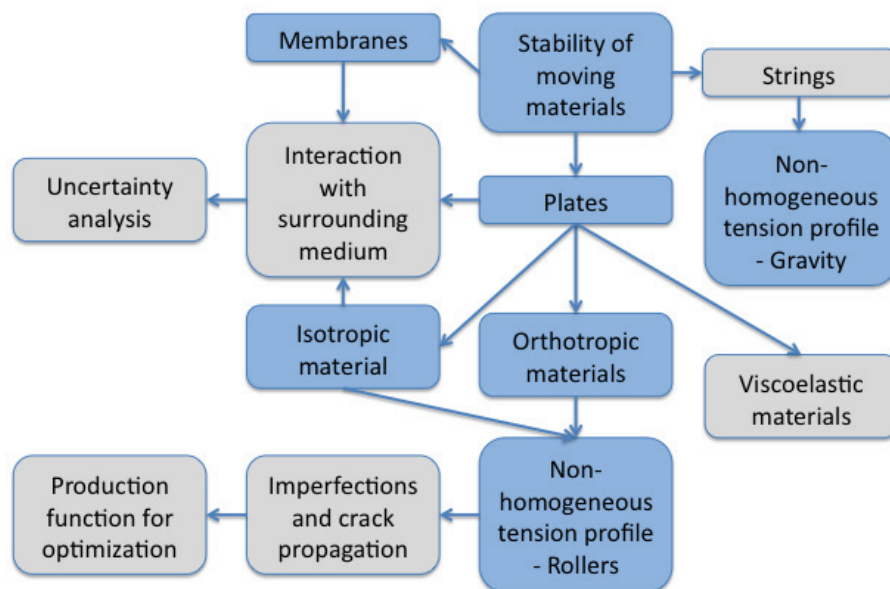 Membranes
Stability of
moving
materials
Strings
Uncertainty
analysis
Interaction
with
surrounding
medium
Plates
Non-
homogeneous
tension profile
- Gravity
Isotropic
material
Orthotropic
materials
Viscoelastic
materials
Production
function for
optimization
Imperfections
and crack
propagation
Non-
homogeneous
tension profile
- Rollers